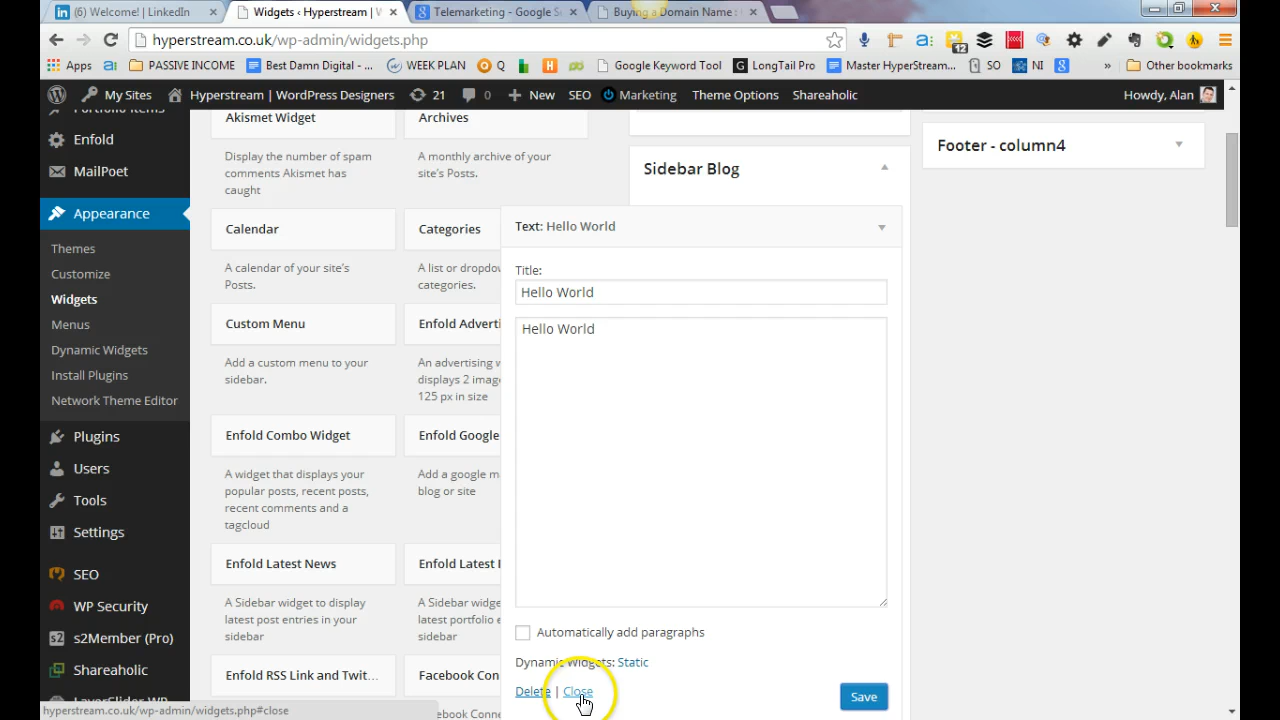 (6) Welcome! | LinkedIn
Widgets ‹ Hyperstream | W
Telemarketing - Google S
Buying a Domain Name
hyperstream.co.uk/wp-admin/widgets.php
12
Apps
PASSIVE INCOME
Best Damn Digital - ...
WEEK PLAN
Q
Google Keyword Tool
LongTail Pro
Master HyperStream...
SO
NI
»
Other bookmarks
My Sites
Hyperstream | WordPress Designers
21
0
New
SEO
Marketing
Theme Options
Shareaholic
Howdy, Alan
Portfolio Items
Enfold
MailPoet
Appearance
Themes
Customize
Widgets
Menus
Dynamic Widgets
Install Plugins
Network Theme Editor
Plugins
Users
Tools
Settings
SEO
WP Security
s2Member (Pro)
Shareaholic
LayerSlider WP
Akismet Widget
Display the number of spam
comments Akismet has
caught
Archives
A monthly archive of your
site's Posts.
Calendar
A calendar of your site's
Posts.
Categories
A list or dropdo
categories.
Custom Menu
Add a custom menu to your
sidebar.
Enfold Adverti
An advertising w
displays 2 image
125 px in size
Enfold Combo Widget
A widget that displays your
popular posts, recent posts,
recent comments and a
tagcloud
Enfold Google
Add a google m
blog or site
Enfold Latest News
A Sidebar widget to display
latest post entries in your
sidebar
Enfold Latest
A Sidebar widge
latest portfolio e
sidebar
Enfold RSS Link and Twit...
Facebook Con
ebook Connec
Sidebar Blog
Text: Hello World
Title:
Hello World
Hello World
Automatically add paragraphs
Dynamic Widgets: Static
Delete | Close
Save
Footer - column4
hyperstream.co.uk/wp-admin/widgets.php#close